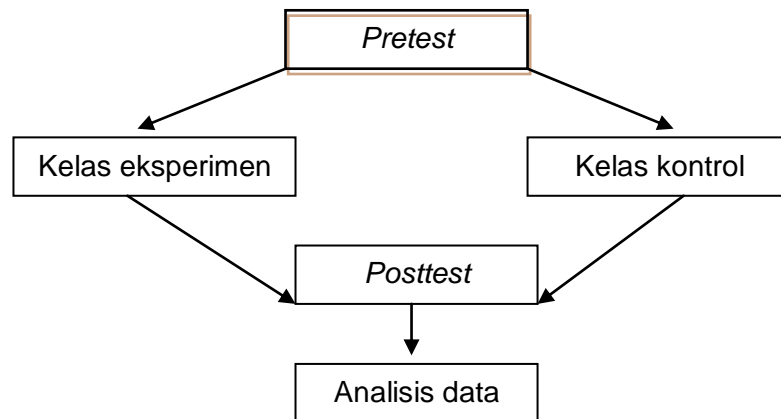 Pretest
Kelas eksperimen
Kelas kontrol
Posttest
Analisis data